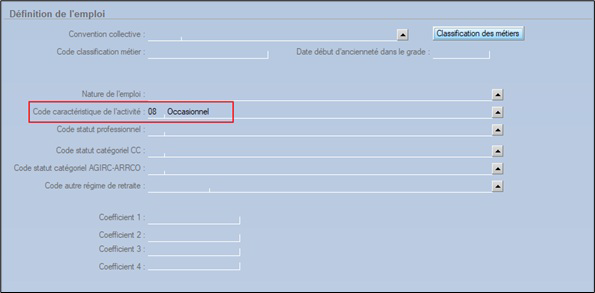 Définition de l'emploi
Convention collective : Classification des métiers
Code classification métier : Date début d'ancienneté dans le grade :
Nature de l'emploi :
Code caractéristique de l'activité : 08 Occasionnel
Code statut professionnel :
Code statut catégoriel CC :
Code statut catégoriel AGIRC-ARRCO :
Code autre régime de retraite :
Coefficient 1 :
Coefficient 2 :
Coefficient 3 :
Coefficient 4 :